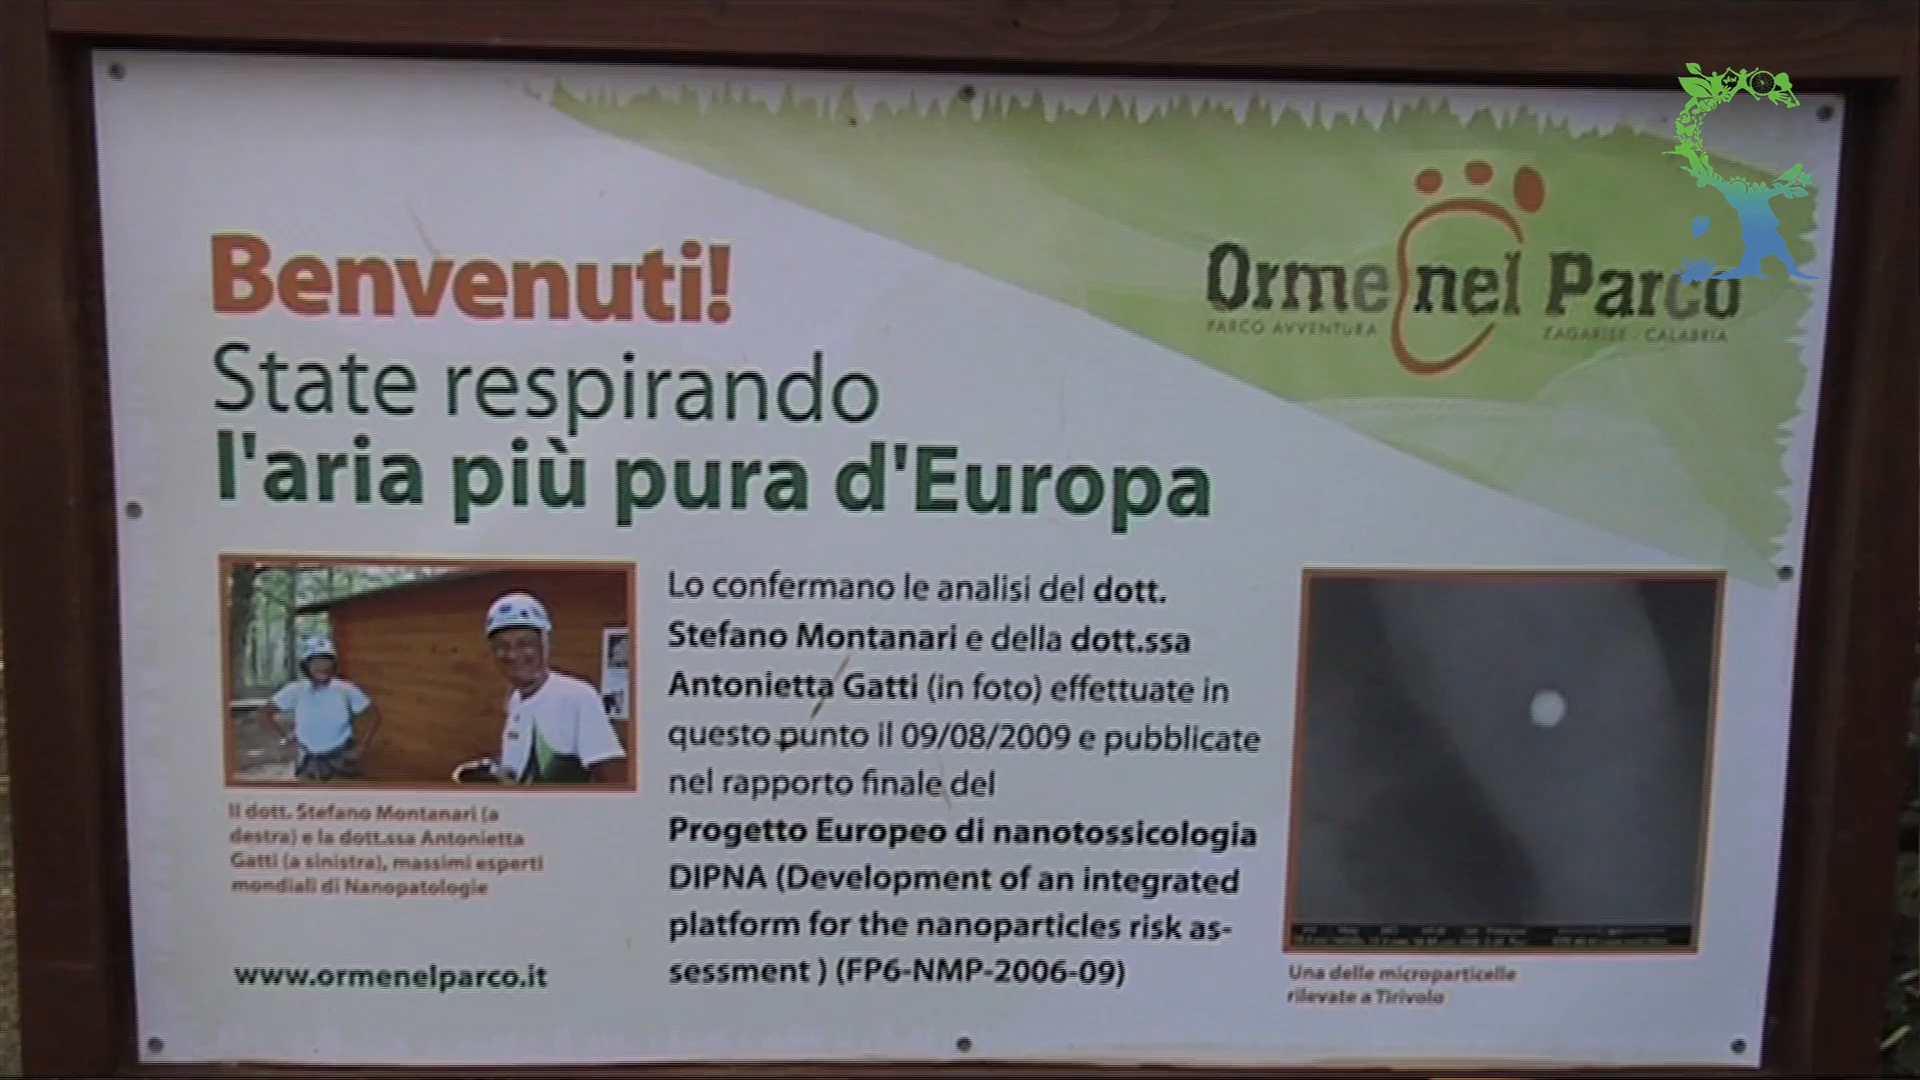 Orme nel Parco
PARCO AVVENTURA
ZAGARISE - CALABRIA
Benvenuti!
State respirando
l'aria più pura d'Europa
Il dott. Stefano Montanari (a
destra) e la dott.ssa Antonietta
Gatti (a sinistra), massimi esperti
mondiali di Nanopatologie
www.ormenelparco.it
Lo confermano le analisi del dott.
Stefano Montanari e della dott.ssa
Antonietta Gatti (in foto) effettuate in
questo punto il 09/08/2009 e pubblicate
nel rapporto finale del
Progetto Europeo di nanotossicologia
DIPNA (Development of an integrated
platform for the nanoparticles risk as-
sessment ) (FP6-NMP-2006-09)
Una delle microparticelle
rilevate a Tirivolo